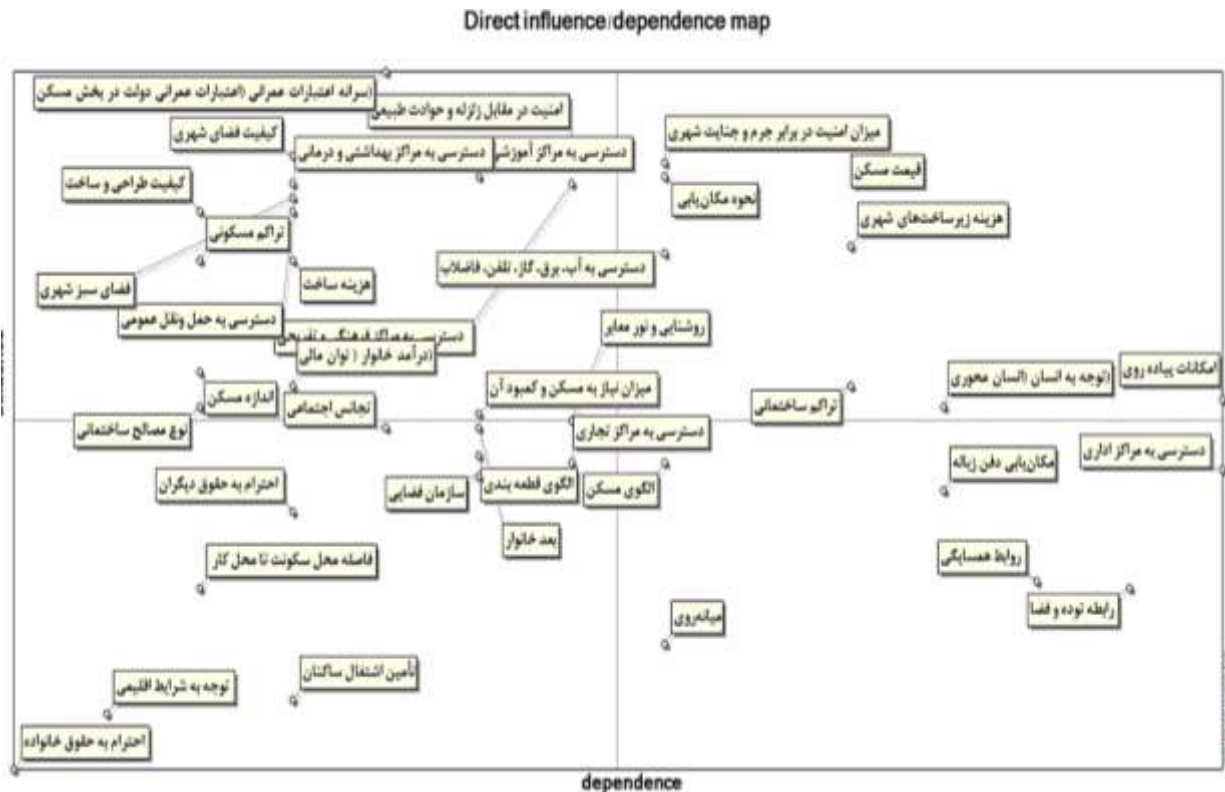 Direct influence/dependence map
(سرانه اعتبارات عمرانی (اعتبارات عمرانی دولت در بخش مسکن
امنیت در مقابل زلزله و حوادث طبیعی
کیفیت فضای شهری
میزان امنیت در برابر جرم و جنایت شهری
دسترسی به مراکز آموزشی
دسترسی به مراکز بهداشتی و درمانی
قیمت مسکن
کیفیت طراحی و ساخت
نحوه مکان‌یابی
هزینه زیرساخت‌های شهری
تراکم مسکونی
دسترسی به آب، برق، گاز، تلفن، فاضلاب
فضای سبز شهری
هزینه ساخت
دسترسی به حمل ونقل عمومی
روشنایی و نور معابر
دسترسی به مراکز فرهنگی و تفریحی
(درآمد خانوار ( توان مالی
امکانات پیاده روی
(توجه به انسان (انسان محوری
میزان نیاز به مسکن و کمبود آن
اندازه مسکن
تجانس اجتماعی
تراکم ساختمانی
نوع مصالح ساختمانی
دسترسی به مراکز تجاری
دسترسی به مراکز اداری
مکان‌یابی دفن زباله
احترام به حقوق دیگران
سازمان فضایی
الگوی قطعه بندی
الگوی مسکن
بعد خانوار
فاصله محل سکونت تا محل کار
روابط همسایگی
رابطه توده و فضا
میانه‌روی
تأمین اشتغال ساکنان
توجه به شرایط اقلیمی
احترام به حقوق خانواده
dependence